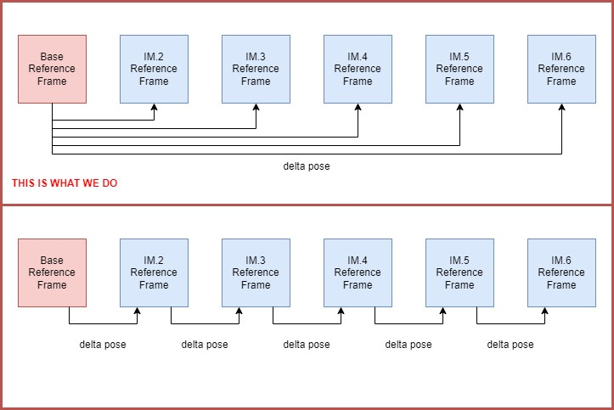 Base
Reference
Frame
IM.2
Reference
Frame
IM.3
Reference
Frame
IM.4
Reference
Frame
IM.5
Reference
Frame
IM.6
Reference
Frame
delta pose
THIS IS WHAT WE DO
Base
Reference
Frame
IM.2
Reference
Frame
IM.3
Reference
Frame
IM.4
Reference
Frame
IM.5
Reference
Frame
IM.6
Reference
Frame
delta pose
delta pose
delta pose
delta pose
delta pose